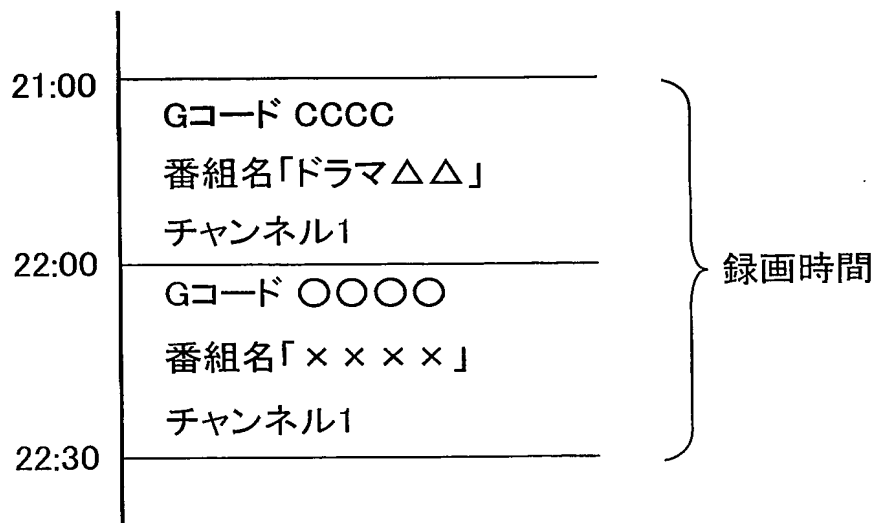 21:00
Gコード CCCC
番組名「ドラマ△△」
チャンネル1
22:00
Gコード ○○○○
番組名「××××」
チャンネル1
22:30
録画時間